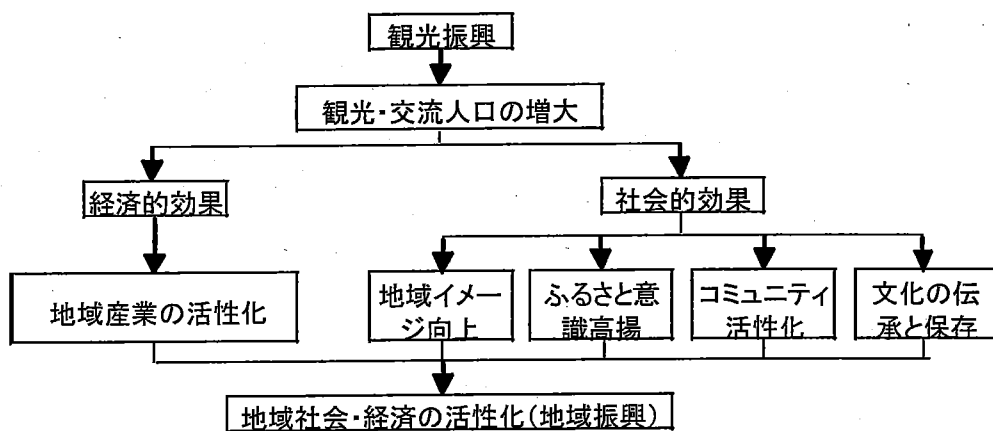 観光振興
観光・交流人口の増大
経済的効果
社会的効果
地域産業の活性化
地域イメー
ジ向上
ふるさと意
識高揚
コミュニティ
活性化
文化の伝
承と保存
地域社会・経済の活性化(地域振興)